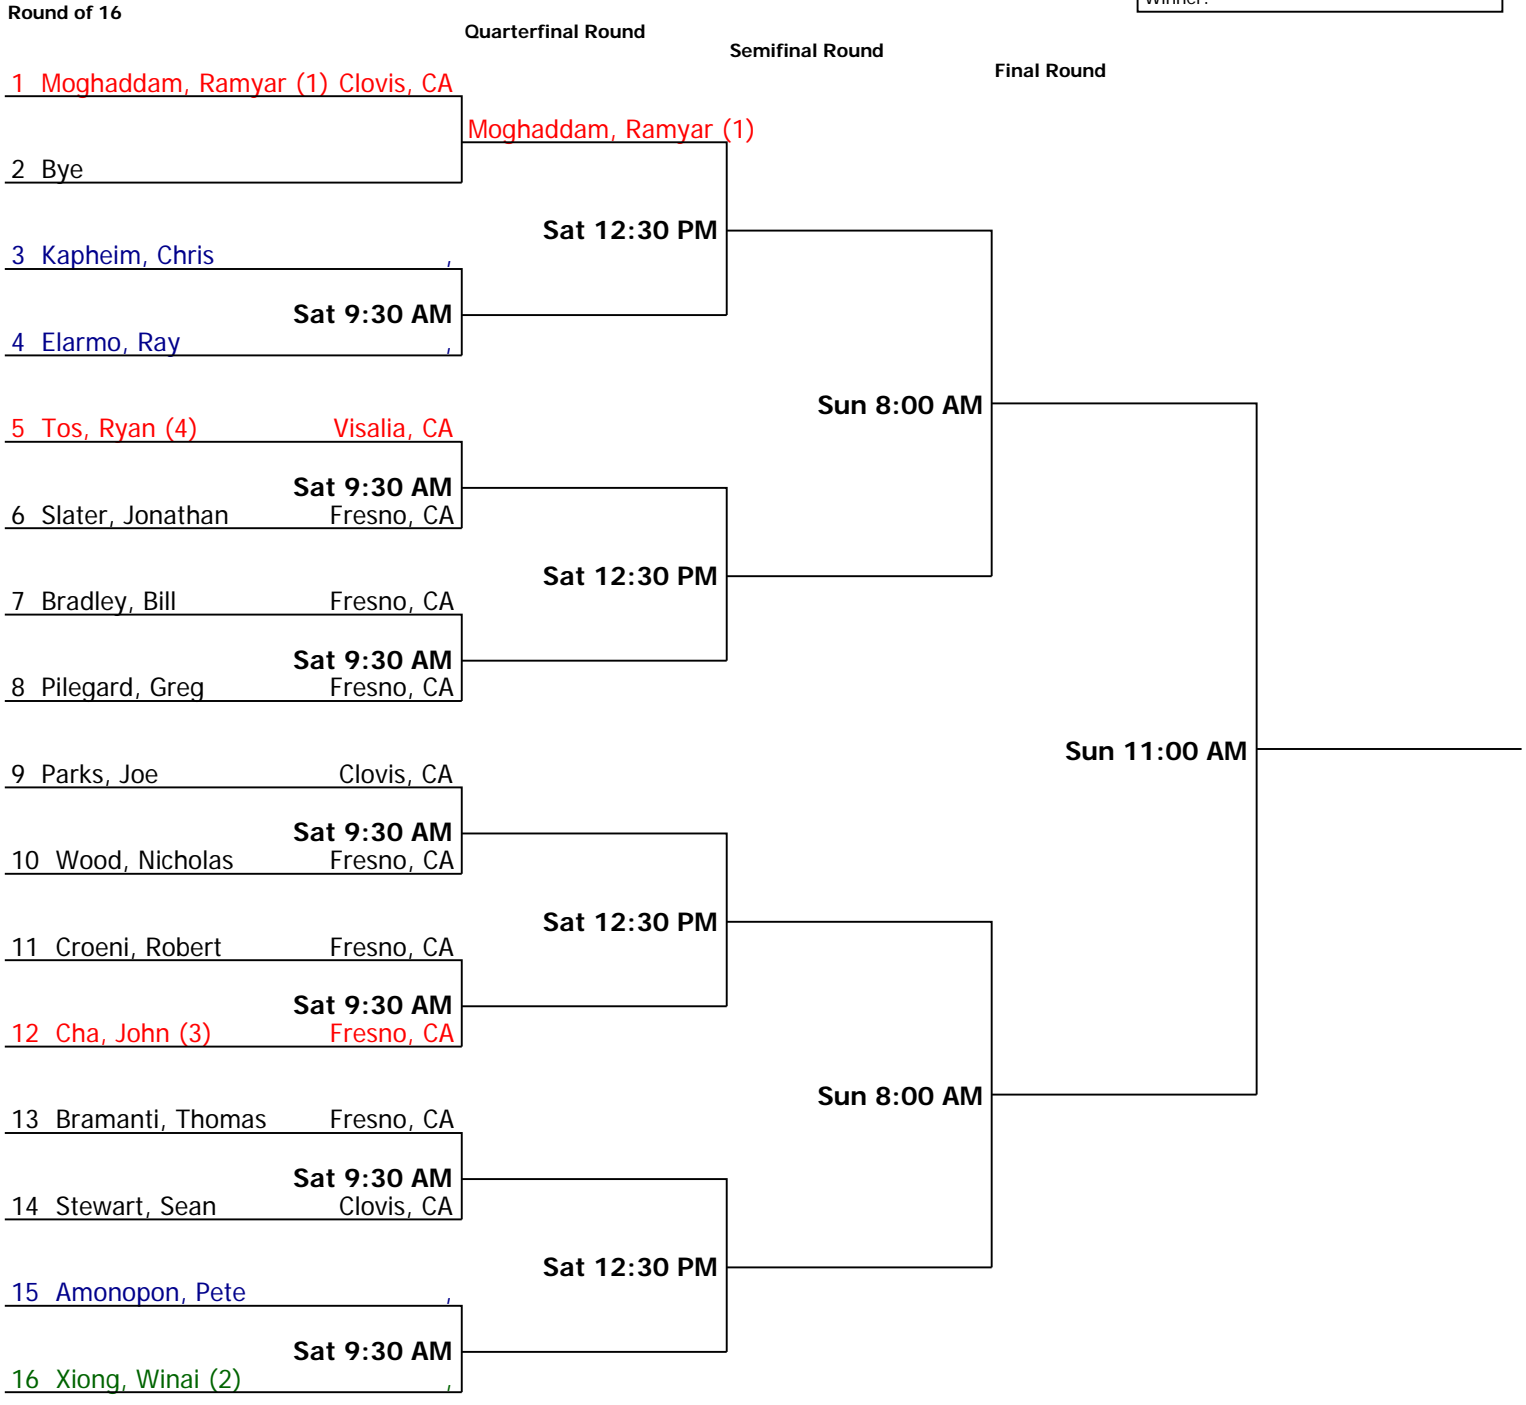 Winner:
Round of 16
Quarterfinal Round
Semifinal Round
Final Round
1 Moghaddam, Ramyar (1) Clovis, CA
Moghaddam, Ramyar (1)
2 Bye
Sat 12:30 PM
3 Kapheim, Chris ,
Sat 9:30 AM
4 Elarmo, Ray ,
Sun 8:00 AM
5 Tos, Ryan (4) Visalia, CA
Sat 9:30 AM
6 Slater, Jonathan Fresno, CA
Sat 12:30 PM
7 Bradley, Bill Fresno, CA
Sat 9:30 AM
8 Pilegard, Greg Fresno, CA
Sun 11:00 AM
9 Parks, Joe Clovis, CA
Sat 9:30 AM
10 Wood, Nicholas Fresno, CA
Sat 12:30 PM
11 Croeni, Robert Fresno, CA
Sat 9:30 AM
12 Cha, John (3) Fresno, CA
Sun 8:00 AM
13 Bramanti, Thomas Fresno, CA
Sat 9:30 AM
14 Stewart, Sean Clovis, CA
Sat 12:30 PM
15 Amonopon, Pete ,
Sat 9:30 AM
16 Xiong, Winai (2) ,